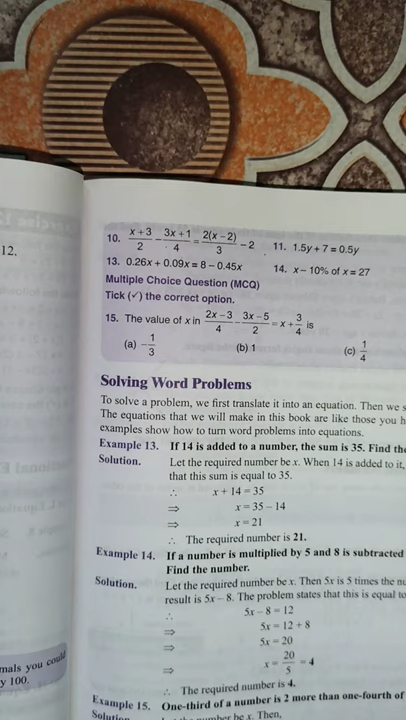 12.
10. (x + 3)/2 − (3x + 1)/4 = 2(x − 2)/3 − 2 11. 1.5y + 7 = 0.5y
13. 0.26x + 0.09x = 8 − 0.45x 14. x − 10% of x = 27
Multiple Choice Question (MCQ)
Tick (✓) the correct option.
15. The value of x in (2x − 3)/4 − (3x − 5)/2 = x + 3/4 is
(a) −1/3 (b) 1 (c) 1/4
Solving Word Problems
To solve a problem, we first translate it into an equation. Then we s
The equations that we will make in this book are like those you h
examples show how to turn word problems into equations.
Example 13. If 14 is added to a number, the sum is 35. Find the
Solution. Let the required number be x. When 14 is added to it,
that this sum is equal to 35.
∴ x + 14 = 35
⇒ x = 35 − 14
⇒ x = 21
∴ The required number is 21.
Example 14. If a number is multiplied by 5 and 8 is subtracted
Find the number.
Solution. Let the required number be x. Then 5x is 5 times the nu
result is 5x − 8. The problem states that this is equal to
∴ 5x − 8 = 12
⇒ 5x = 12 + 8
⇒ 5x = 20
⇒ x = 20/5 = 4
∴ The required number is 4.
mals you could
y 100.
Example 15. One-third of a number is 2 more than one-fourth of
Solution. number be x. Then,